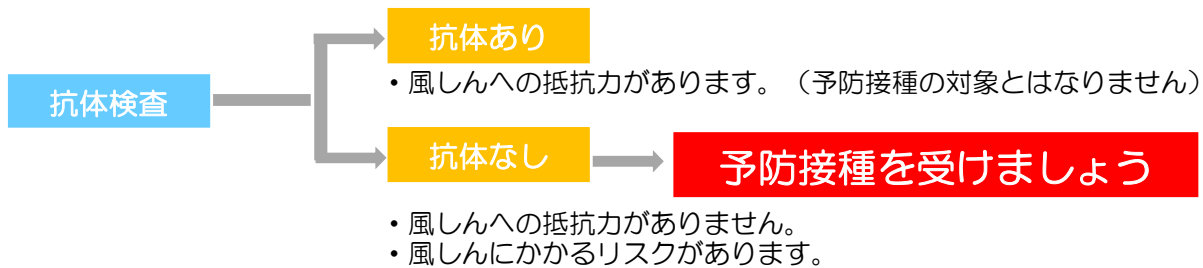 抗体あり
・風しんへの抵抗力があります。（予防接種の対象とはなりません）
抗体検査
抗体なし
予防接種を受けましょう
・風しんへの抵抗力がありません。
・風しんにかかるリスクがあります。